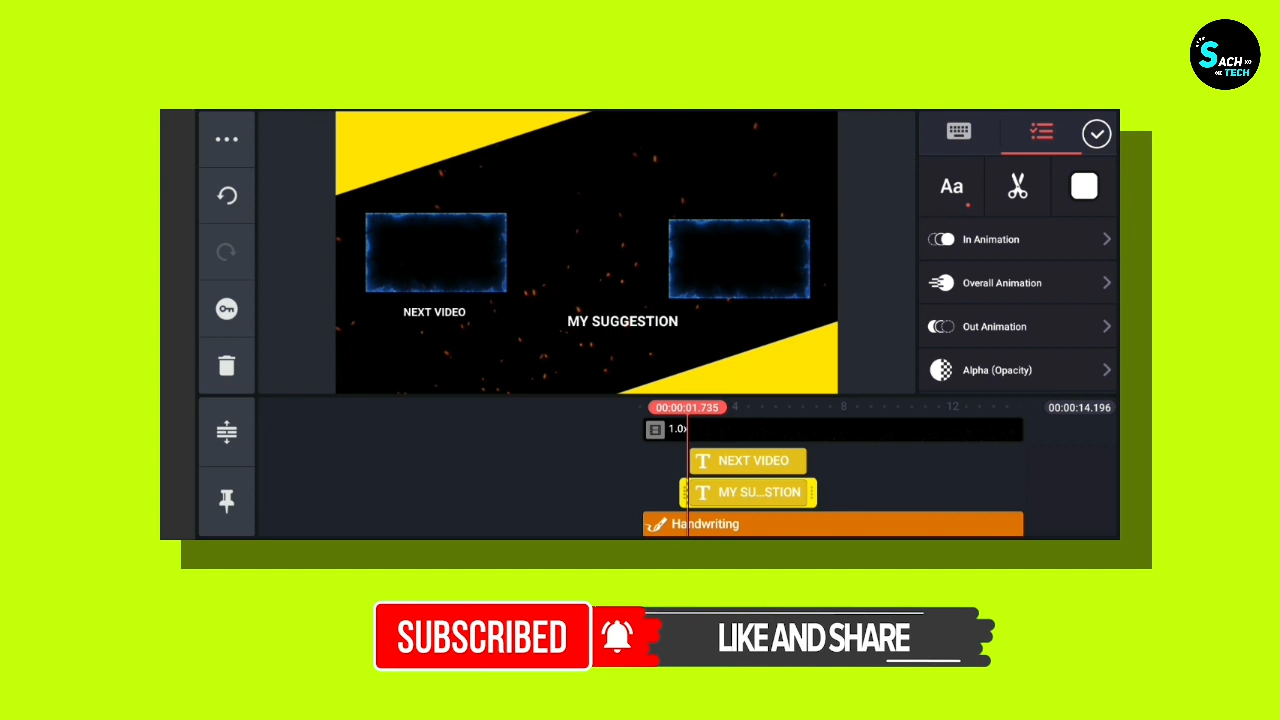 SACH KO
TECH
Aa
In Animation
Overall Animation
NEXT VIDEO
MY SUGGESTION
Out Animation
Alpha (Opacity)
00:00:01.735
4
8
12
00:00:14.196
1.0x
NEXT VIDEO
MY SU...STION
Handwriting
SUBSCRIBED
LIKE AND SHARE